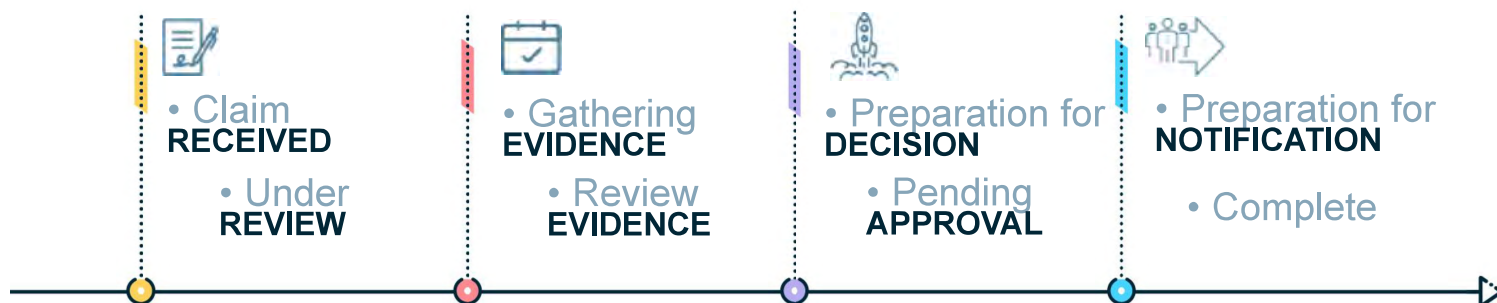 • Claim
RECEIVED
• Under
REVIEW
• Gathering
EVIDENCE
• Review
EVIDENCE
• Preparation for
DECISION
• Pending
APPROVAL
• Preparation for
NOTIFICATION
• Complete